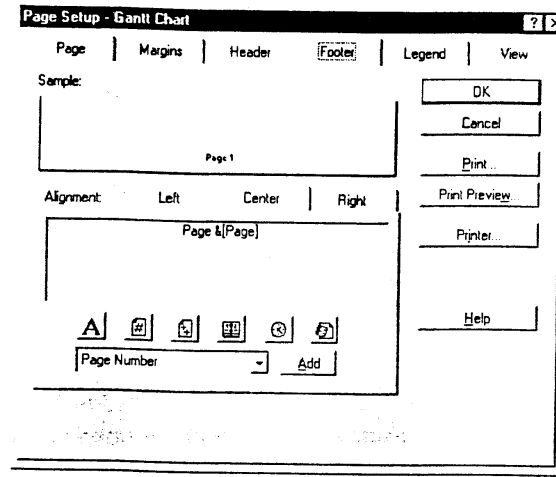 Page Setup - Gantt Chart
Page Margins Header Footer Legend View
Sample:
Page 1
OK
Cancel
Print...
Print Preview...
Printer...
Help
Alignment: Left Center Right
Page &[Page]
A # ++
Page Number Add